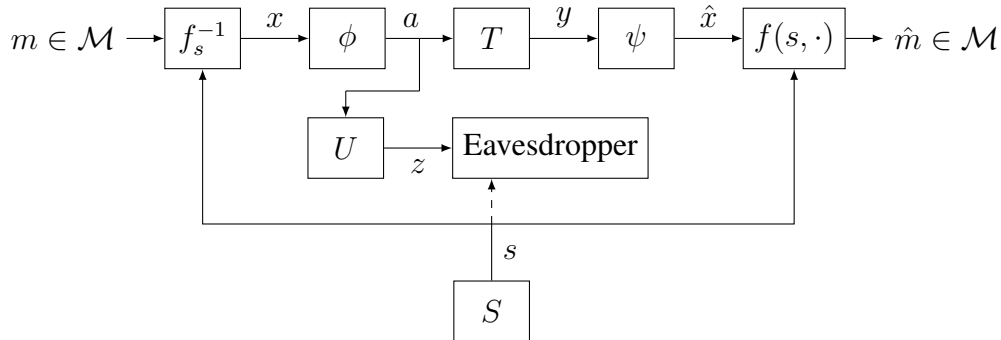 m ∈ ℳ f_s^{-1} x ϕ a T y ψ x̂ f(s, ·) m̂ ∈ ℳ
U z Eavesdropper
s
S